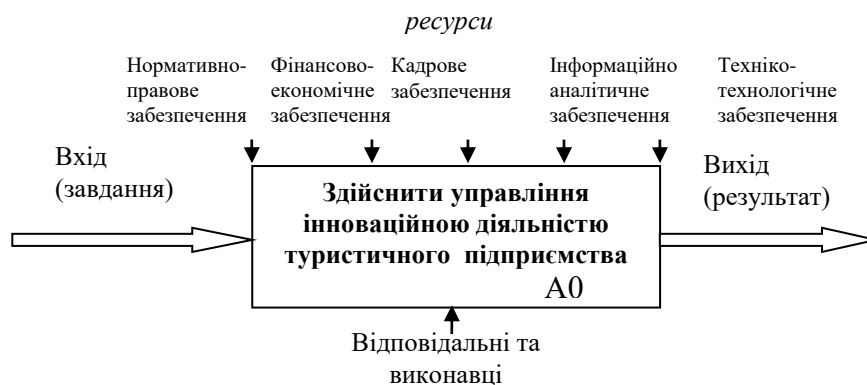 ресурси
Нормативно-
правове
забезпечення
Фінансово-
економічне
забезпечення
Кадрове
забезпечення
Інформаційно
аналітичне
забезпечення
Техніко-
технологічне
забезпечення
Вхід
(завдання)
Здійснити управління
інноваційною діяльністю
туристичного підприємства
А0
Вихід
(результат)
Відповідальні та
виконавці